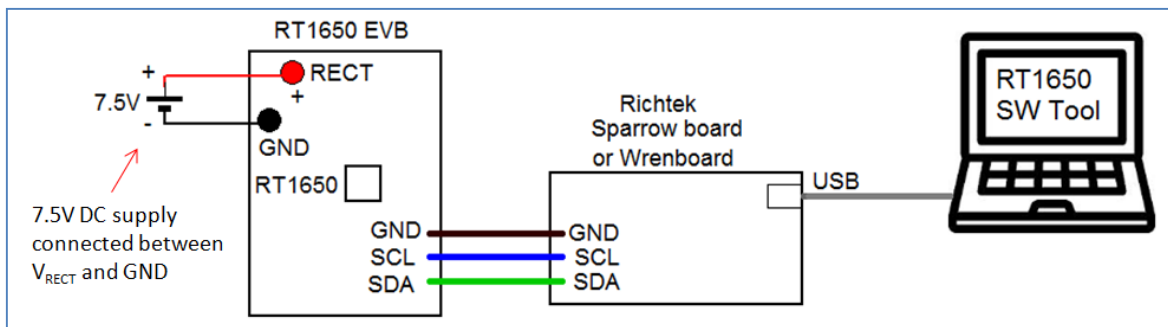 RT1650 EVB
+
RECT
7.5V
+
-
GND
RT1650
7.5V DC supply
connected between
VRECT and GND
GND
SCL
SDA
Richtek
Sparrow board
or Wrenboard
USB
GND
SCL
SDA
RT1650
SW Tool